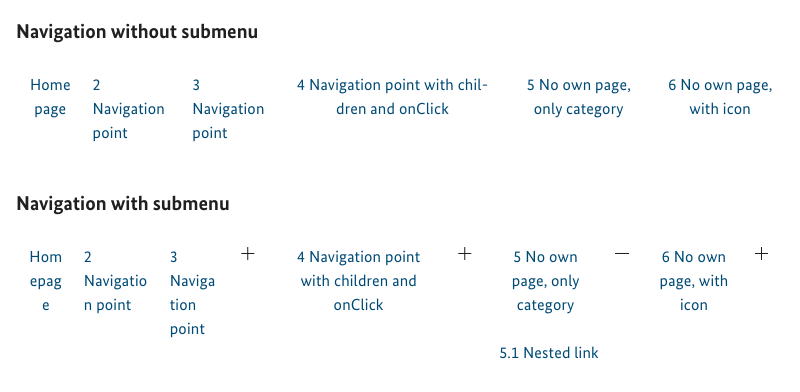 Navigation without submenu
Home
page
2
Navigation
point
3
Navigation
point
4 Navigation point with chil-
dren and onClick
5 No own page,
only category
6 No own page,
with icon
Navigation with submenu
Hom
epag
e
2
Navigatio
n point
3
Naviga
tion
point
4 Navigation point
with children and
onClick
5 No own
page, only
category
5.1 Nested link
6 No own
page, with
icon